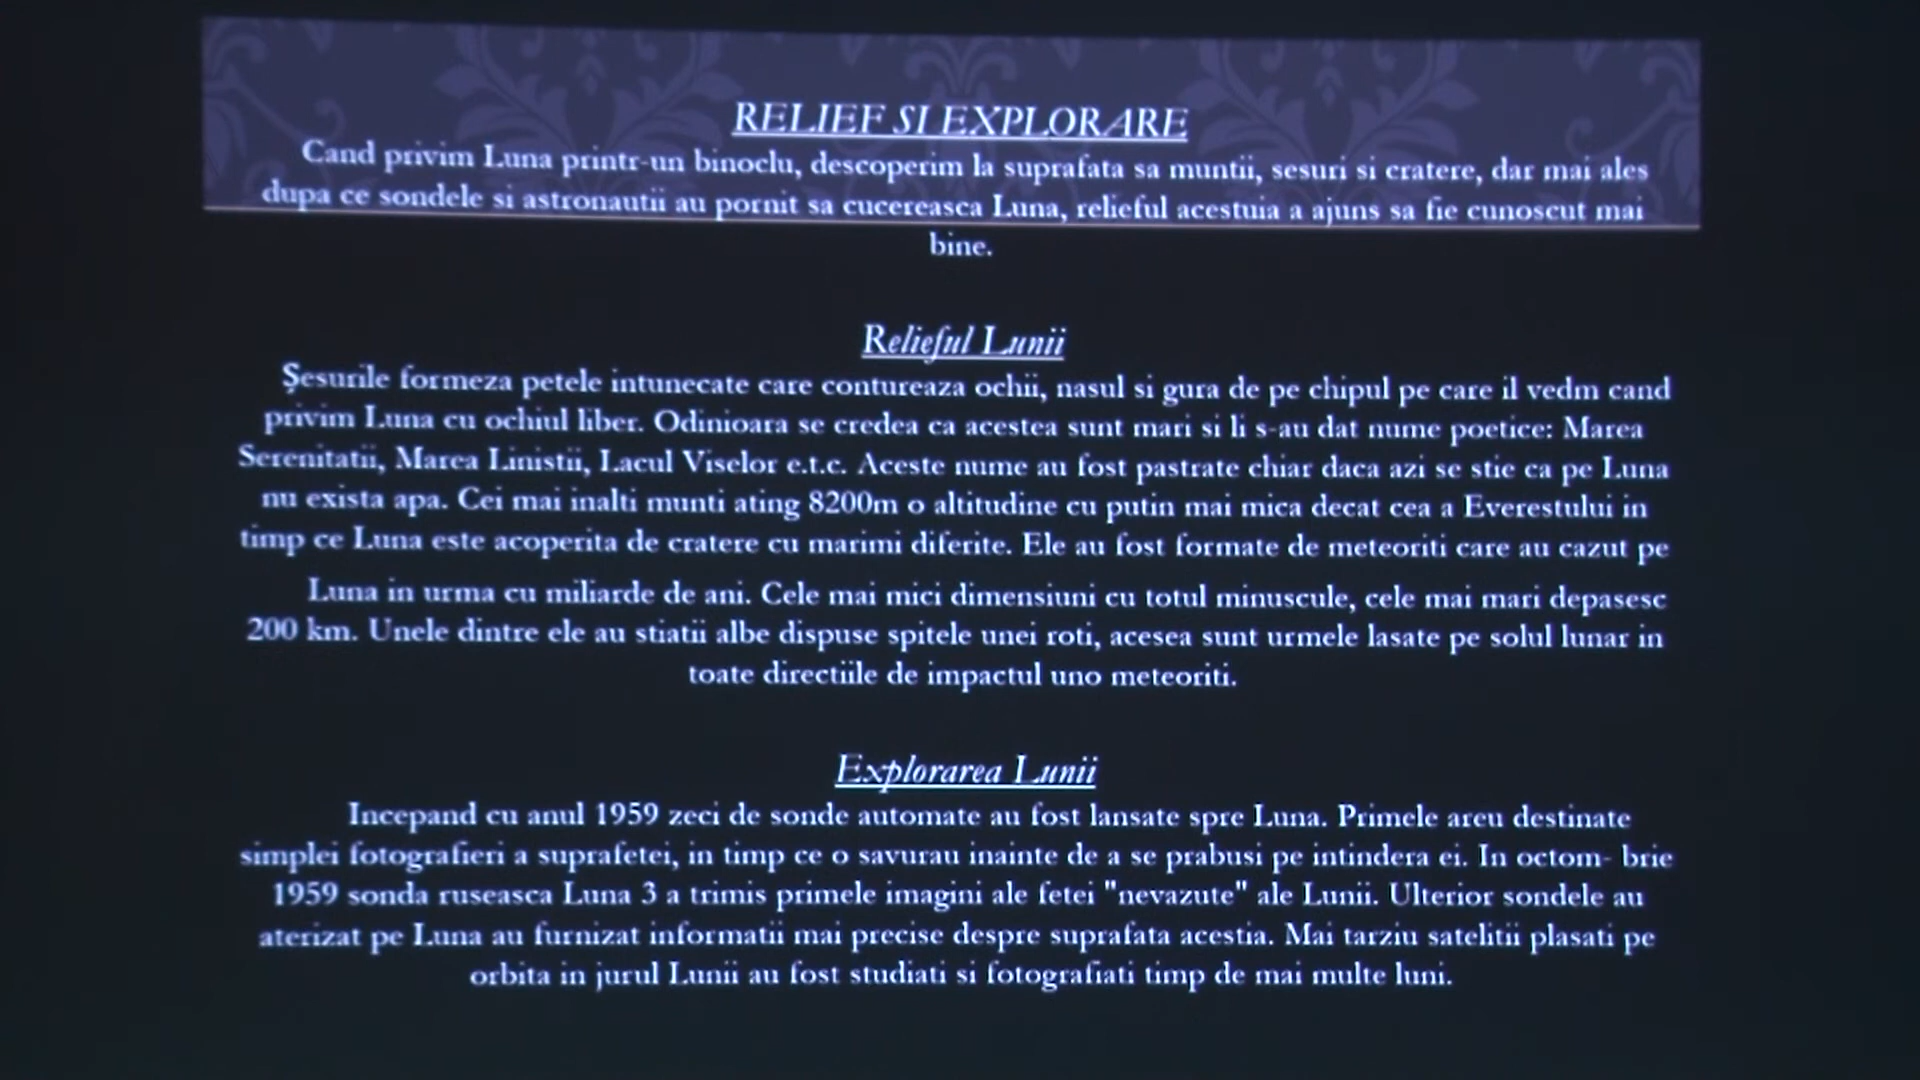 RELIEF SI EXPLORARE
Cand privim Luna printr-un binoclu, descoperim la suprafata sa muntii, sesuri si cratere, dar mai ales
dupa ce sondele si astronautii au pornit sa cucereasca Luna, relieful acestuia a ajuns sa fie cunoscut mai
bine.
Relieful Lunii
Şesurile formeza petele intunecate care contureaza ochii, nasul si gura de pe chipul pe care il vedm cand
privim Luna cu ochiul liber. Odinioara se credea ca acestea sunt mari si li s-au dat nume poetice: Marea
Serenitatii, Marea Linistii, Lacul Viselor e.t.c. Aceste nume au fost pastrate chiar daca azi se stie ca pe Luna
nu exista apa. Cei mai inalti munti ating 8200m o altitudine cu putin mai mica decat cea a Everestului in
timp ce Luna este acoperita de cratere cu marimi diferite. Ele au fost formate de meteoriti care au cazut pe
Luna in urma cu miliarde de ani. Cele mai mici dimensiuni cu totul minuscule, cele mai mari depasesc
200 km. Unele dintre ele au stiatii albe dispuse spitele unei roti, acesea sunt urmele lasate pe solul lunar in
toate directiile de impactul uno meteoriti.
Explorarea Lunii
Incepand cu anul 1959 zeci de sonde automate au fost lansate spre Luna. Primele areu destinate
simplei fotografieri a suprafetei, in timp ce o savurau inainte de a se prabusi pe intindera ei. In octom- brie
1959 sonda ruseasca Luna 3 a trimis primele imagini ale fetei "nevazute" ale Lunii. Ulterior sondele au
aterizat pe Luna au furnizat informatii mai precise despre suprafata acestia. Mai tarziu satelitii plasati pe
orbita in jurul Lunii au fost studiati si fotografiati timp de mai multe luni.